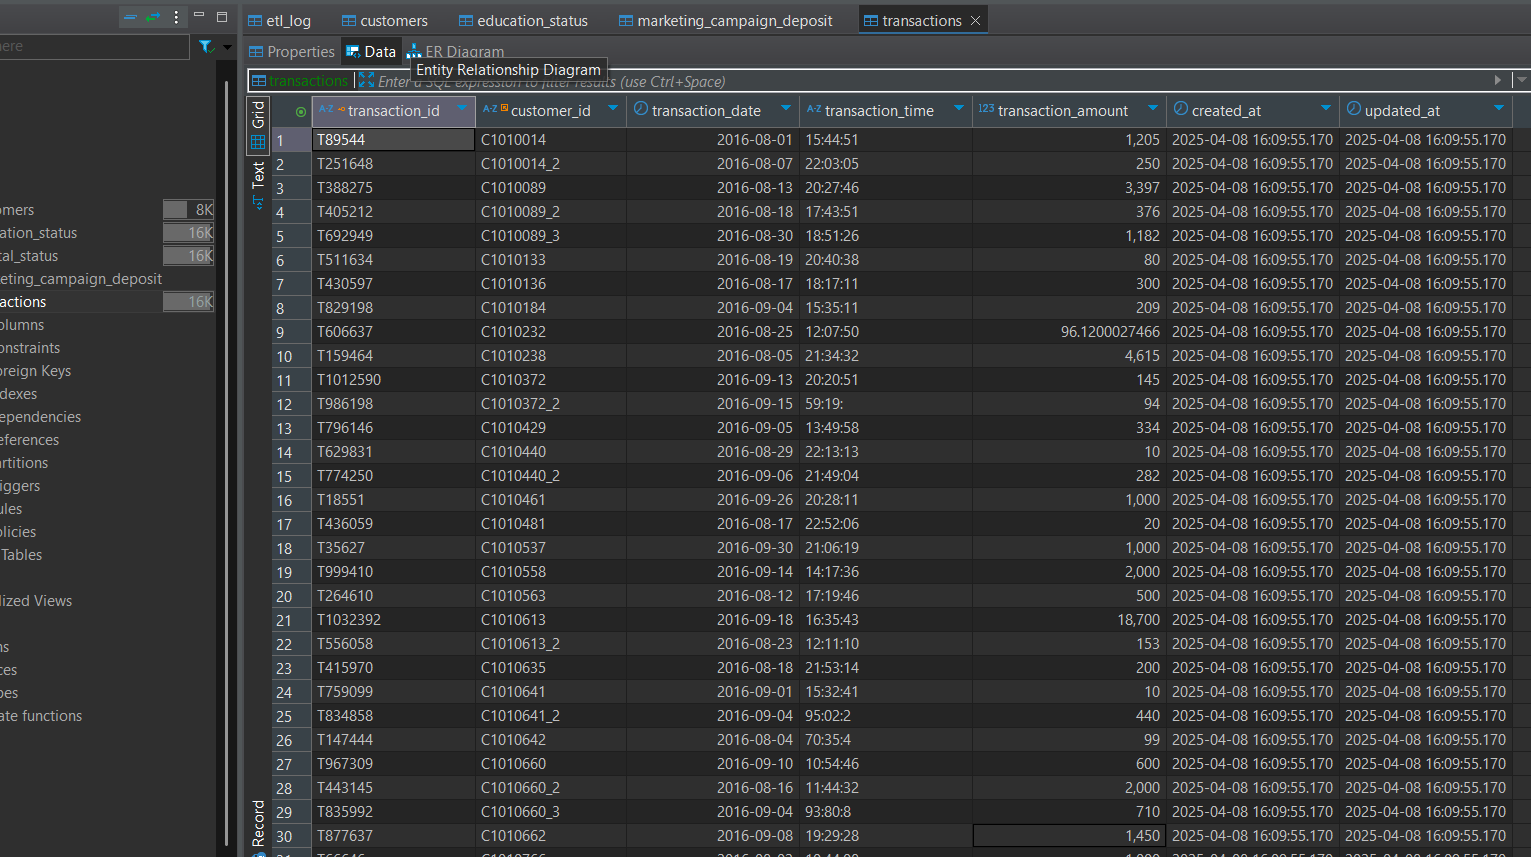 etl_log customers education_status marketing_campaign_deposit transactions
ere
Properties Data ER Diagram
Entity Relationship Diagram
transactions Enter a SQL expression to filter results (use Ctrl+Space)
Grid
Text
Record
A-Z transaction_id A-Z customer_id transaction_date A-Z transaction_time 123 transaction_amount created_at updated_at
1 T89544 C1010014 2016-08-01 15:44:51 1,205 2025-04-08 16:09:55.170 2025-04-08 16:09:55.170
2 T251648 C1010014_2 2016-08-07 22:03:05 250 2025-04-08 16:09:55.170 2025-04-08 16:09:55.170
3 T388275 C1010089 2016-08-13 20:27:46 3,397 2025-04-08 16:09:55.170 2025-04-08 16:09:55.170
4 T405212 C1010089_2 2016-08-18 17:43:51 376 2025-04-08 16:09:55.170 2025-04-08 16:09:55.170
5 T692949 C1010089_3 2016-08-30 18:51:26 1,182 2025-04-08 16:09:55.170 2025-04-08 16:09:55.170
6 T511634 C1010133 2016-08-19 20:40:38 80 2025-04-08 16:09:55.170 2025-04-08 16:09:55.170
7 T430597 C1010136 2016-08-17 18:17:11 300 2025-04-08 16:09:55.170 2025-04-08 16:09:55.170
8 T829198 C1010184 2016-09-04 15:35:11 209 2025-04-08 16:09:55.170 2025-04-08 16:09:55.170
9 T606637 C1010232 2016-08-25 12:07:50 96.1200027466 2025-04-08 16:09:55.170 2025-04-08 16:09:55.170
10 T159464 C1010238 2016-08-05 21:34:32 4,615 2025-04-08 16:09:55.170 2025-04-08 16:09:55.170
11 T1012590 C1010372 2016-09-13 20:20:51 145 2025-04-08 16:09:55.170 2025-04-08 16:09:55.170
12 T986198 C1010372_2 2016-09-15 59:19: 94 2025-04-08 16:09:55.170 2025-04-08 16:09:55.170
13 T796146 C1010429 2016-09-05 13:49:58 334 2025-04-08 16:09:55.170 2025-04-08 16:09:55.170
14 T629831 C1010440 2016-08-29 22:13:13 10 2025-04-08 16:09:55.170 2025-04-08 16:09:55.170
15 T774250 C1010440_2 2016-09-06 21:49:04 282 2025-04-08 16:09:55.170 2025-04-08 16:09:55.170
16 T18551 C1010461 2016-09-26 20:28:11 1,000 2025-04-08 16:09:55.170 2025-04-08 16:09:55.170
17 T436059 C1010481 2016-08-17 22:52:06 20 2025-04-08 16:09:55.170 2025-04-08 16:09:55.170
18 T35627 C1010537 2016-09-30 21:06:19 1,000 2025-04-08 16:09:55.170 2025-04-08 16:09:55.170
19 T999410 C1010558 2016-09-14 14:17:36 2,000 2025-04-08 16:09:55.170 2025-04-08 16:09:55.170
20 T264610 C1010563 2016-08-12 17:19:46 500 2025-04-08 16:09:55.170 2025-04-08 16:09:55.170
21 T1032392 C1010613 2016-09-18 16:35:43 18,700 2025-04-08 16:09:55.170 2025-04-08 16:09:55.170
22 T556058 C1010613_2 2016-08-23 12:11:10 153 2025-04-08 16:09:55.170 2025-04-08 16:09:55.170
23 T415970 C1010635 2016-08-18 21:53:14 200 2025-04-08 16:09:55.170 2025-04-08 16:09:55.170
24 T759099 C1010641 2016-09-01 15:32:41 10 2025-04-08 16:09:55.170 2025-04-08 16:09:55.170
25 T834858 C1010641_2 2016-09-04 95:02:2 440 2025-04-08 16:09:55.170 2025-04-08 16:09:55.170
26 T147444 C1010642 2016-08-04 70:35:4 99 2025-04-08 16:09:55.170 2025-04-08 16:09:55.170
27 T967309 C1010660 2016-09-10 10:54:46 600 2025-04-08 16:09:55.170 2025-04-08 16:09:55.170
28 T443145 C1010660_2 2016-08-16 11:44:32 2,000 2025-04-08 16:09:55.170 2025-04-08 16:09:55.170
29 T835992 C1010660_3 2016-09-04 93:80:8 710 2025-04-08 16:09:55.170 2025-04-08 16:09:55.170
30 T877637 C1010662 2016-09-08 19:29:28 1,450 2025-04-08 16:09:55.170 2025-04-08 16:09:55.170
omers 8K
ation_status 16K
tal_status 16K
eting_campaign_deposit
actions 16K
olumns
onstraints
oreign Keys
dexes
ependencies
eferences
artitions
iggers
ules
olicies
Tables
lized Views
ns
ces
pes
ate functions